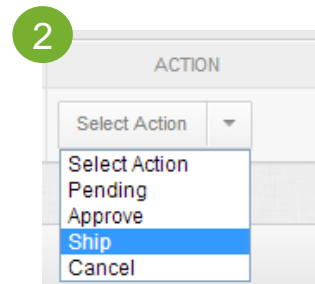 2
ACTION
Select Action
Select Action
Pending
Approve
Ship
Cancel